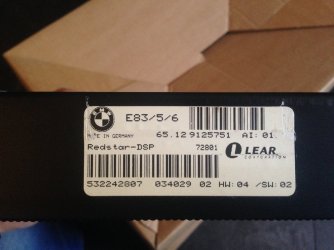 BMW
E83/5/6
MADE IN GERMANY
65.12 9125751 AI: 01
Redstar-DSP 72801 LEAR
CORPORATION
532242807 034029 02 HW:04 /SW:02